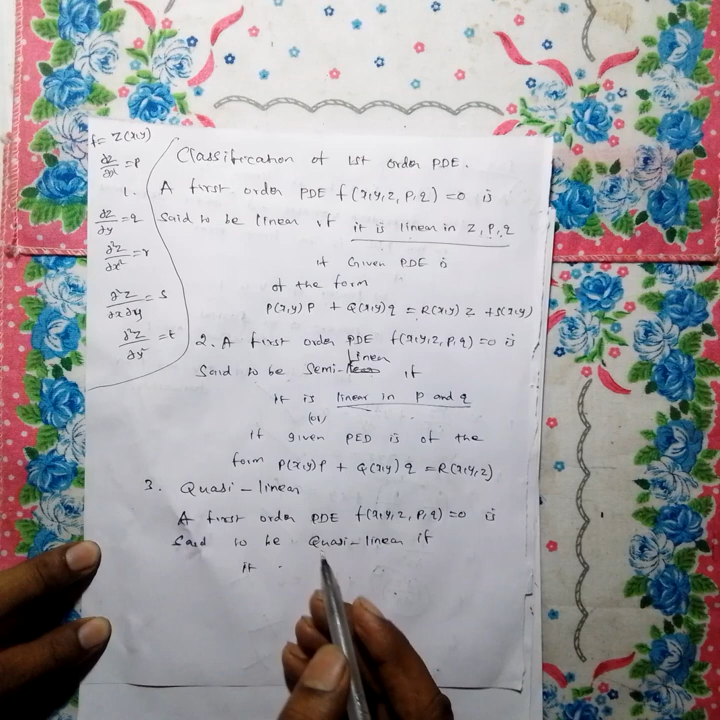 f = Z(x,y)
∂z/∂x = p
∂z/∂y = q
∂²z/∂x² = r
∂²z/∂x∂y = s
∂²z/∂y² = t
Classification of 1st order PDE.
1. A first order PDE f(x,y,z,p,q) = 0 is
said to be linear if it is linear in z, p, q
if Given PDE is
of the form
P(x,y)p + Q(x,y)q = R(x,y)z + S(x,y)
2. A first order PDE f(x,y,z,p,q) = 0 is
said to be Semi-linear if
it is linear in p and q
(or)
if given PED is of the
form P(x,y)p + Q(x,y)q = R(x,y,z)
3. Quasi-linear
A first order PDE f(x,y,z,p,q) = 0 is
said to be Quasi-linear if
it